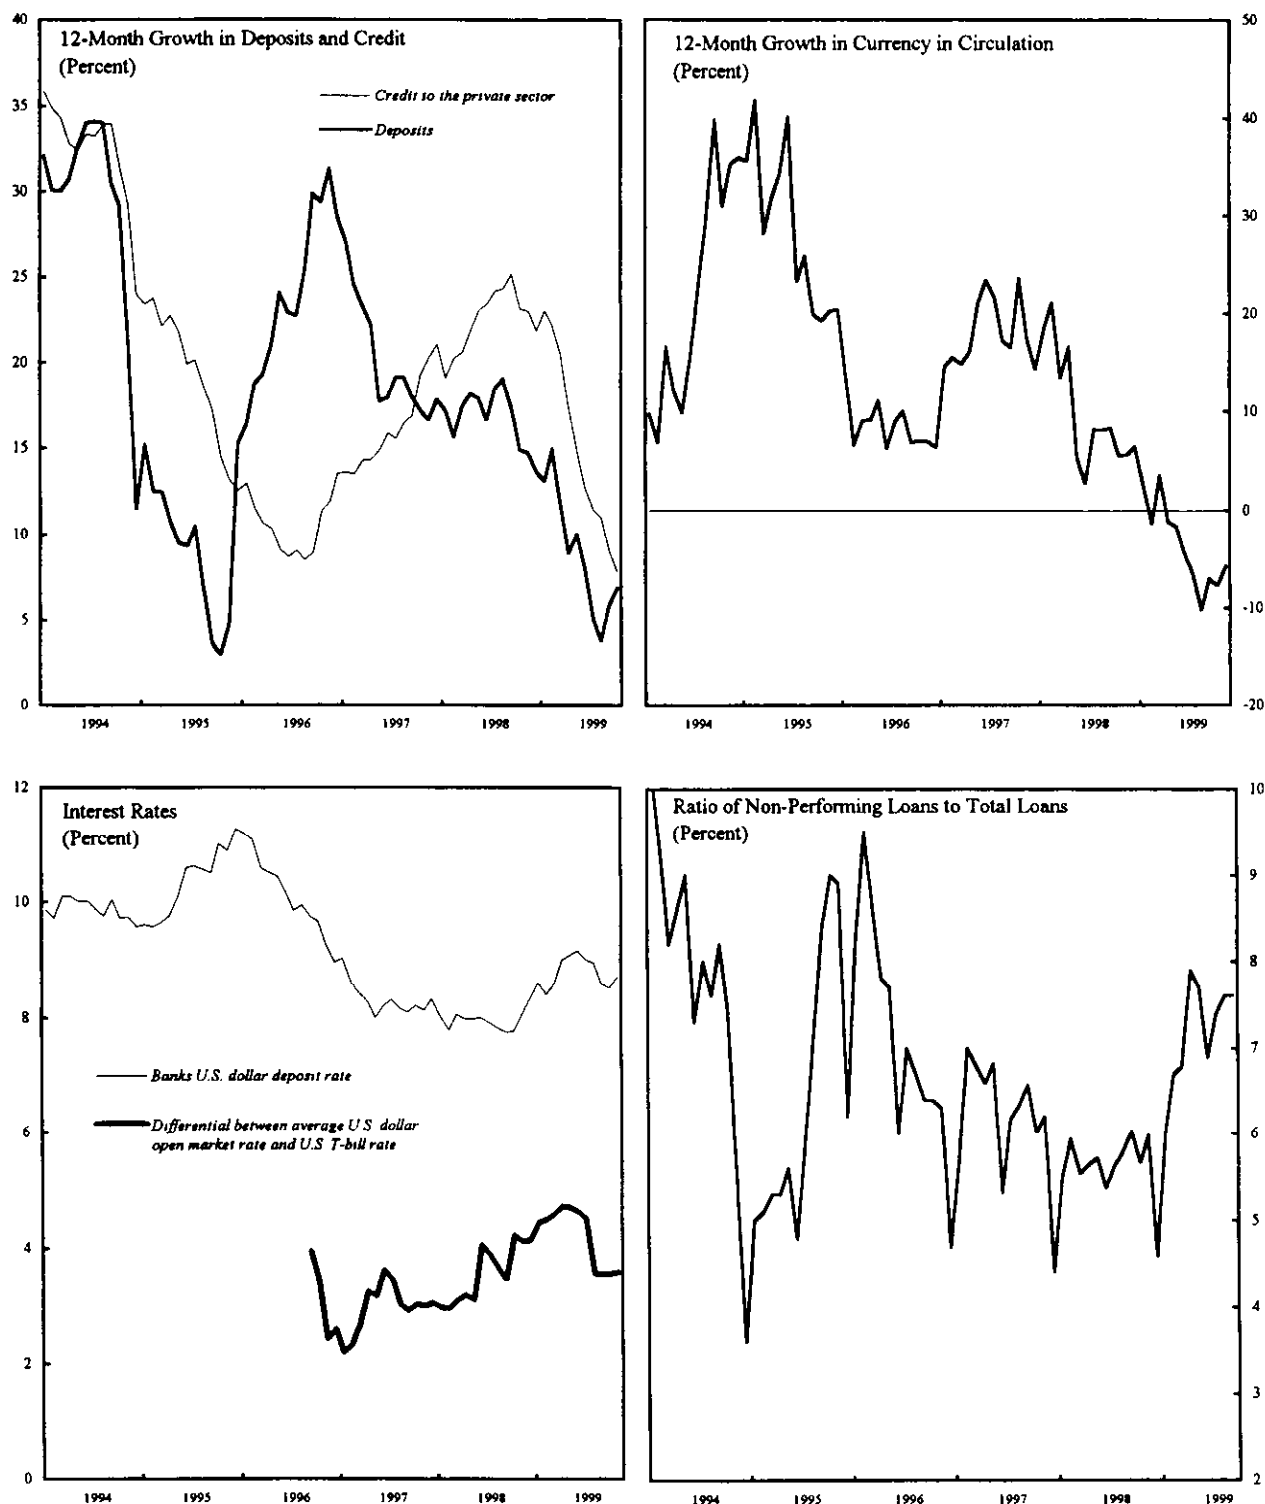 12-Month Growth in Deposits and Credit
(Percent)
Credit to the private sector
Deposits
40
35
30
25
20
15
10
5
0
1994 1995 1996 1997 1998 1999
12-Month Growth in Currency in Circulation
(Percent)
50
40
30
20
10
0
-10
-20
1994 1995 1996 1997 1998 1999
Interest Rates
(Percent)
Banks U.S. dollar deposit rate
Differential between average U S dollar
open market rate and U.S T-bill rate
12
10
8
6
4
2
0
1994 1995 1996 1997 1998 1999
Ratio of Non-Performing Loans to Total Loans
(Percent)
10
9
8
7
6
5
4
3
2
1994 1995 1996 1997 1998 1999